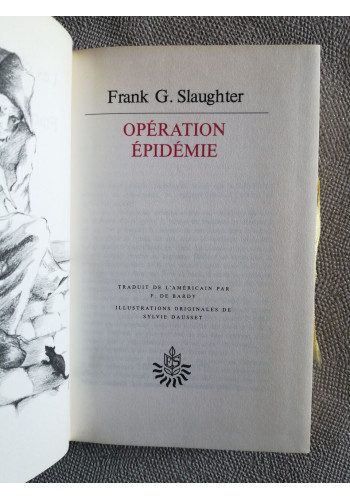 Frank G. Slaughter
OPÉRATION
ÉPIDÉMIE
TRADUIT DE L'AMÉRICAIN PAR
P. DE BARDY
ILLUSTRATIONS ORIGINALES DE
SYLVIE DAUSSET